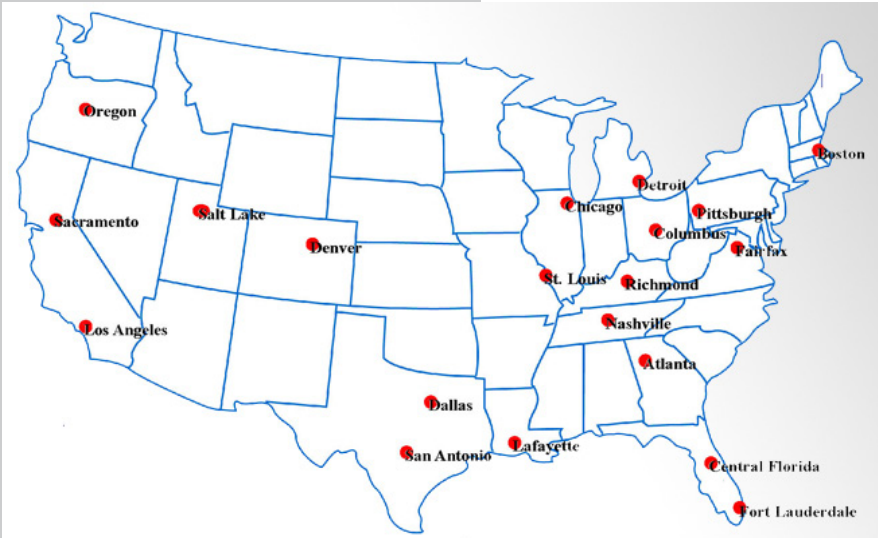 Oregon
Boston
Detroit
Chicago
Salt Lake
Pittsburgh
Sacramento
Columbus
Denver
Fairfax
St. Louis
Richmond
Nashville
Los Angeles
Atlanta
Dallas
Lafayette
San Antonio
Central Florida
Fort Lauderdale